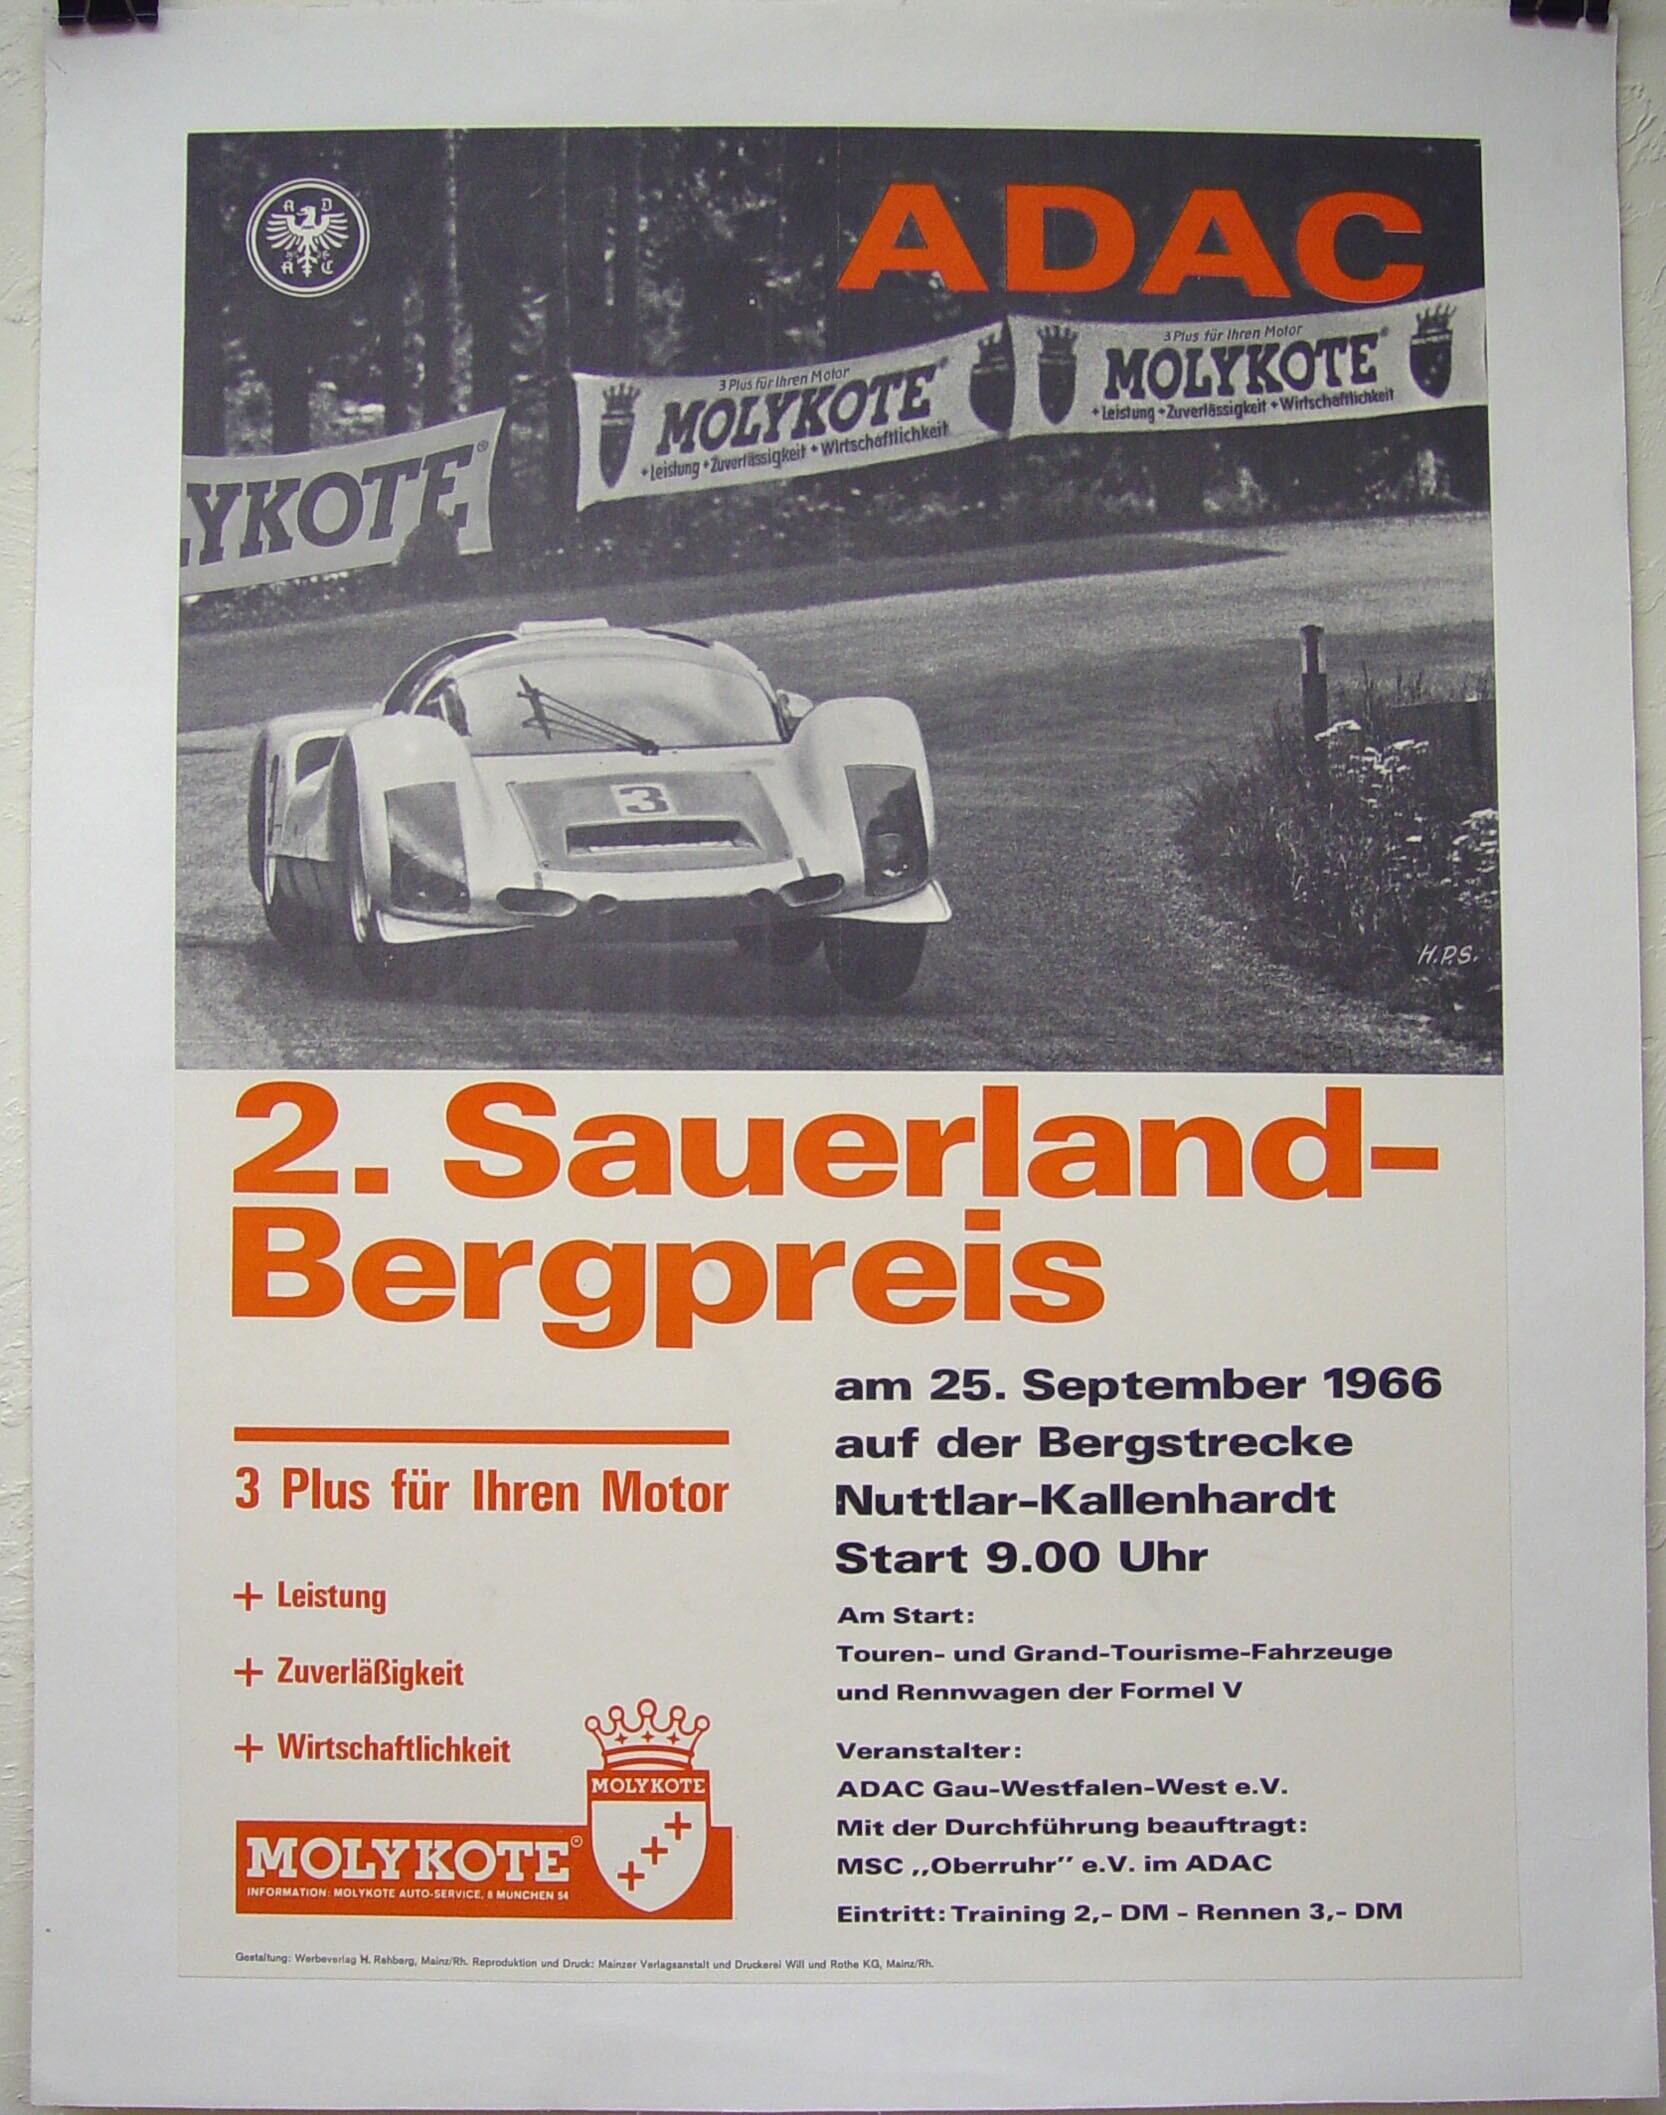 A D
A C
ADAC
3 Plus für Ihren Motor
MOLYKOTE®
+ Leistung + Zuverlässigkeit + Wirtschaftlichkeit
3 Plus für Ihren Motor
MOLYKOTE®
+ Leistung + Zuverlässigkeit + Wirtschaftlichkeit
YKOTE®
3
H.P.S.
2. Sauerland-
Bergpreis
am 25. September 1966
auf der Bergstrecke
Nuttlar-Kallenhardt
Start 9.00 Uhr
Am Start:
Touren- und Grand-Tourisme-Fahrzeuge
und Rennwagen der Formel V
Veranstalter:
ADAC Gau-Westfalen-West e.V.
Mit der Durchführung beauftragt:
MSC „Oberruhr” e.V. im ADAC
Eintritt: Training 2,- DM - Rennen 3,- DM
3 Plus für Ihren Motor
+ Leistung
+ Zuverläßigkeit
+ Wirtschaftlichkeit
MOLYKOTE
MOLYKOTE®
INFORMATION: MOLYKOTE AUTO-SERVICE, 8 MÜNCHEN 54
Gestaltung: Werbeverlag H. Rehberg, Mainz/Rh. Reproduktion und Druck: Mainzer Verlagsanstalt und Druckerei Will und Rothe KG, Mainz/Rh.